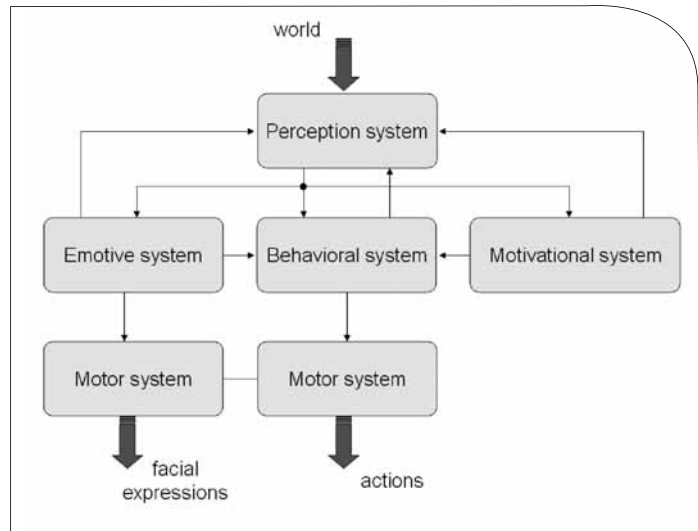 world
Perception system
Emotive system
Behavioral system
Motivational system
Motor system
Motor system
facial
expressions
actions